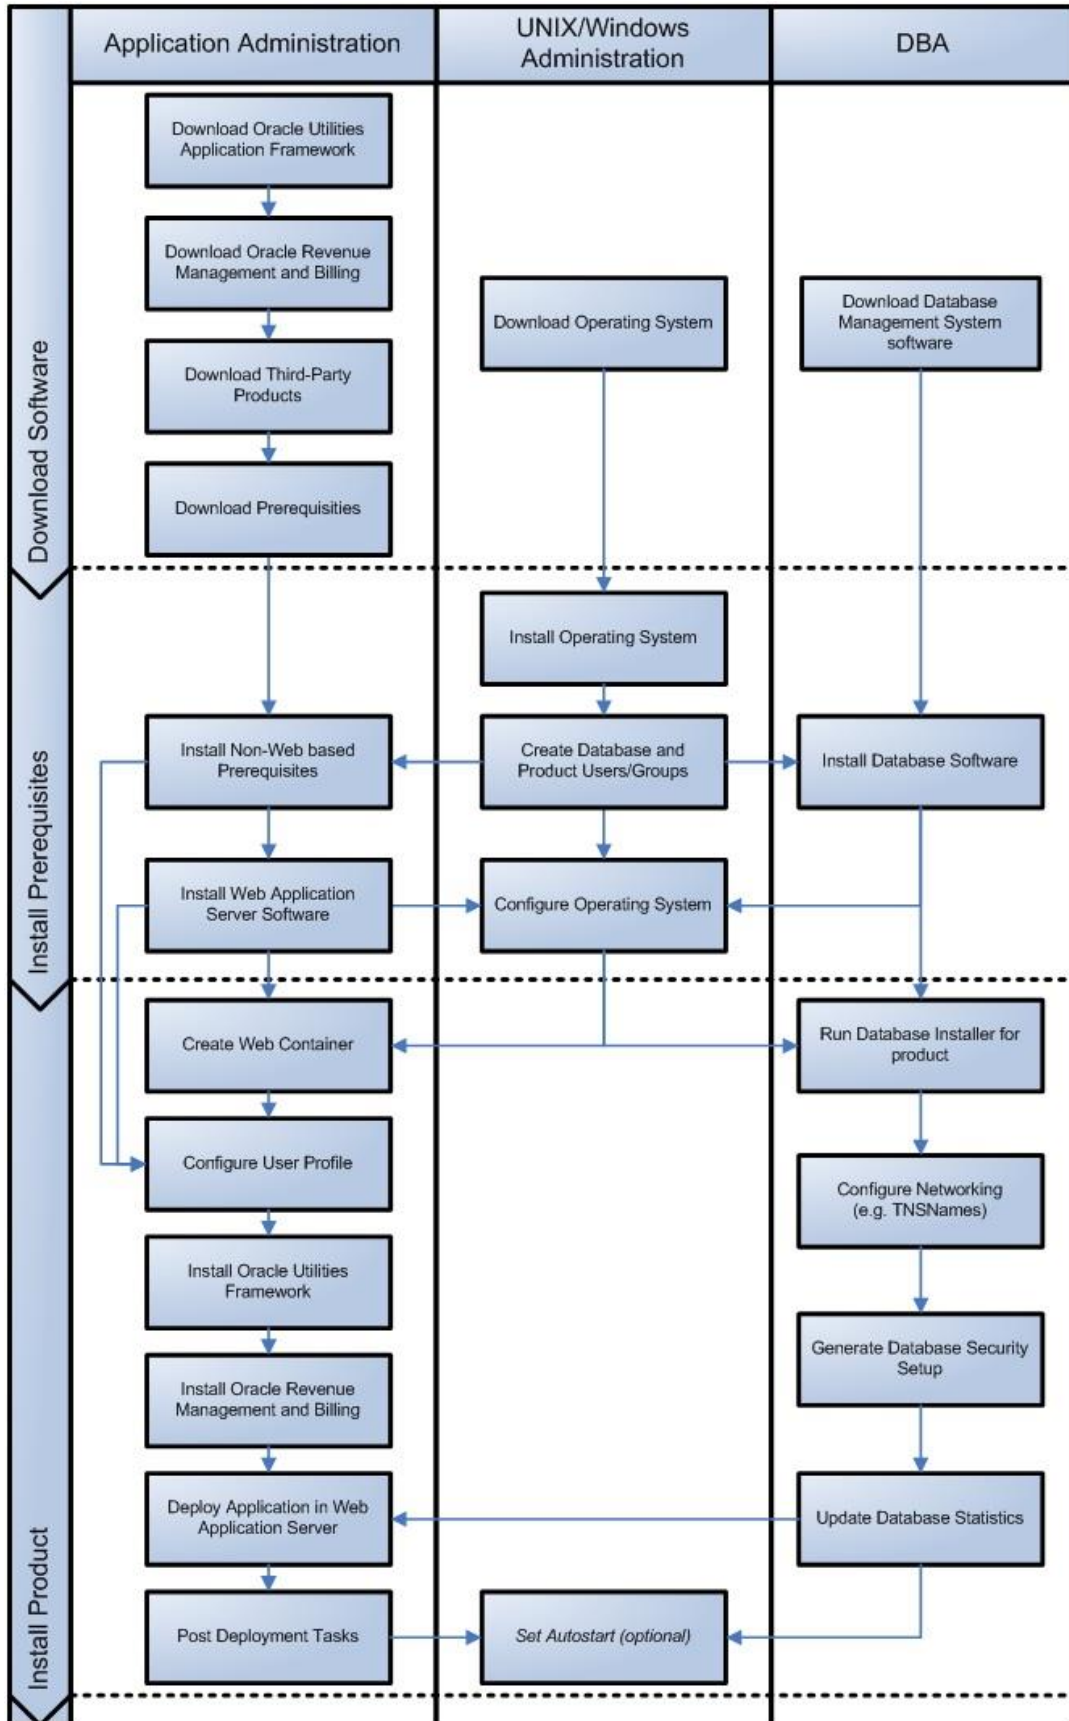 Application Administration
UNIX/Windows
Administration
DBA
Download Software
Download Oracle Utilities
Application Framework
Download Oracle Revenue
Management and Billing
Download Operating System
Download Database
Management System
software
Download Third-Party
Products
Download Prerequisities
Install Prerequisites
Install Operating System
Install Non-Web based
Prerequisites
Create Database and
Product Users/Groups
Install Database Software
Install Web Application
Server Software
Configure Operating System
Install Product
Create Web Container
Run Database Installer for
product
Configure User Profile
Configure Networking
(e.g. TNSNames)
Install Oracle Utilities
Framework
Generate Database Security
Setup
Install Oracle Revenue
Management and Billing
Deploy Application in Web
Application Server
Update Database Statistics
Post Deployment Tasks
Set Autostart (optional)